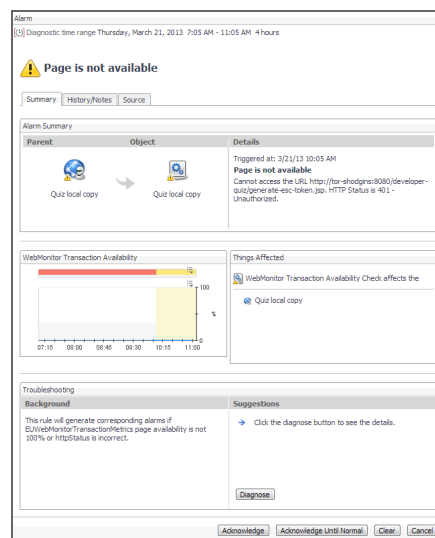 Alarm
Diagnostic time range Thursday, March 21, 2013 7:05 AM - 11:05 AM 4 hours
Page is not available
Summary History/Notes Source
Alarm Summary
Parent Object Details
Quiz local copy
Quiz local copy
Triggered at: 3/21/13 10:05 AM
Page is not available
Cannot access the URL http://tor-shodgins:8080/developer-
quiz/generate-esc-token.jsp. HTTP Status is 401 -
Unauthorized.
WebMonitor Transaction Availability
100
%
0
07:15 08:00 08:45 09:30 10:15 11:00
Things Affected
WebMonitor Transaction Availability Check affects the
Quiz local copy
Troubleshooting
Background
This rule will generate corresponding alarms if
EUWebMonitorTransactionMetrics page availability is not
100% or httpStatus is incorrect.
Suggestions
Click the diagnose button to see the details.
Diagnose
Acknowledge Acknowledge Until Normal Clear Cancel